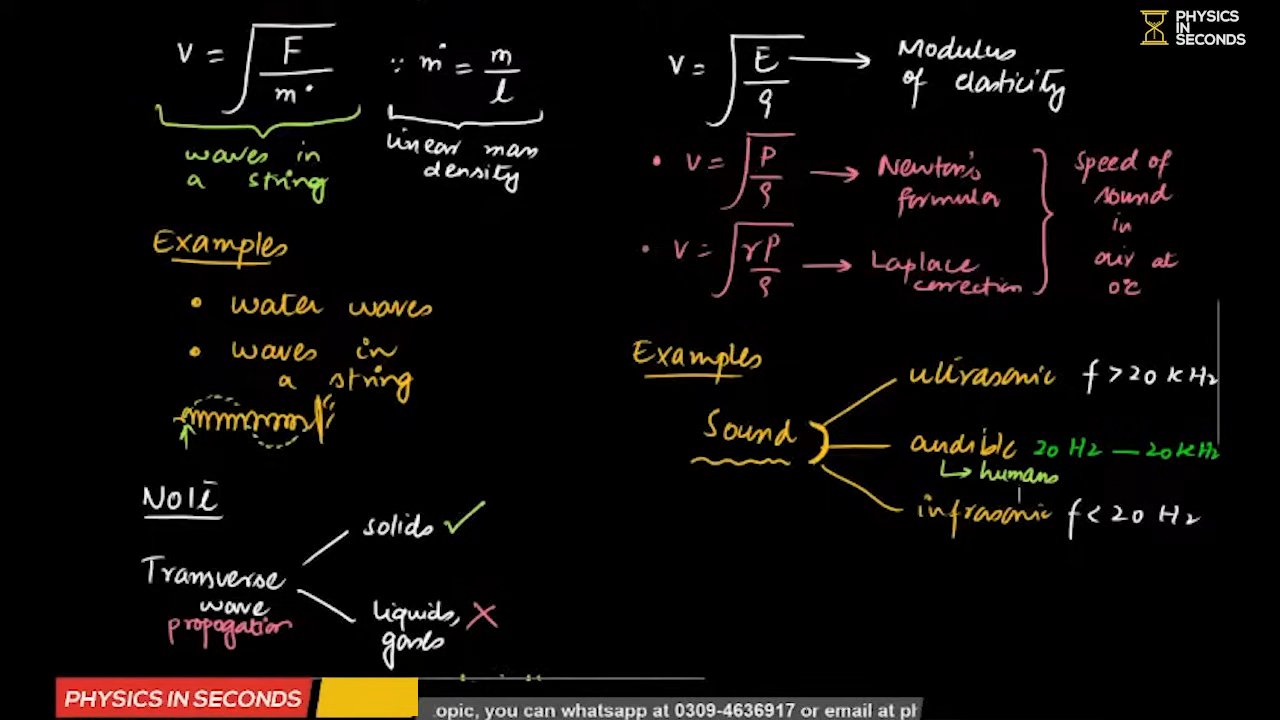 PHYSICS
IN
SECONDS
v = √(F/m°) ∵ m° = m/l
waves in
a string
linear mass
density
Examples
• water waves
• waves in
a string
Note
Transverse
wave
propogation
solids ✓
liquids, ✗
gases
v = √(E/ρ) → Modulus
of elasticity
• v = √(P/ρ) → Newton's
formula
• v = √(γP/ρ) → Laplace
correction
speed of
sound
in
air at
0°C
Examples
Sound
ultrasonic f > 20 kHz
audible 20 Hz — 20 kHz
↳ humans
infrasonic f < 20 Hz
PHYSICS IN SECONDS
opic, you can whatsapp at 0309-4636917 or email at ph